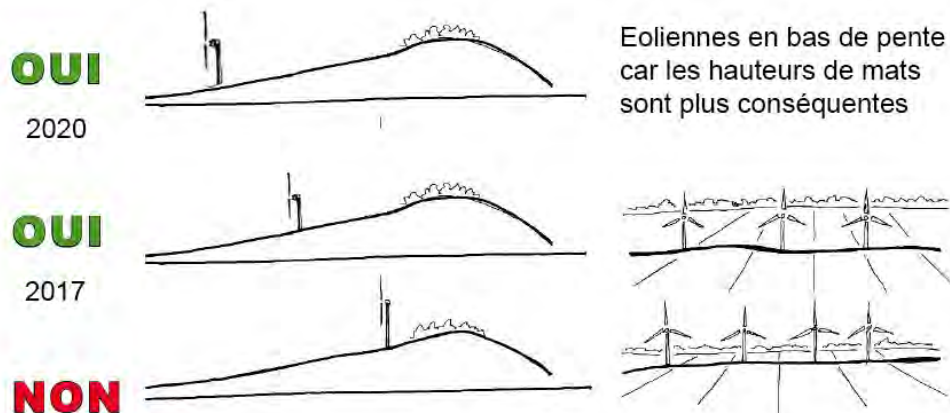 OUI
2020
Eoliennes en bas de pente
car les hauteurs de mats
sont plus conséquentes
OUI
2017
NON